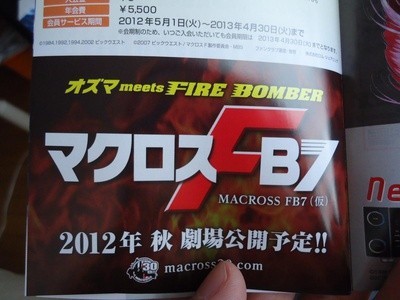 年会費
¥5,500
会員サービス期間
2012年5月1日(火)～2013年4月30日(火)まで
オズマ meets FIRE BOMBER
マクロスFB7
MACROSS FB7(仮)
2012年 秋 劇場公開予定!!
30
.com